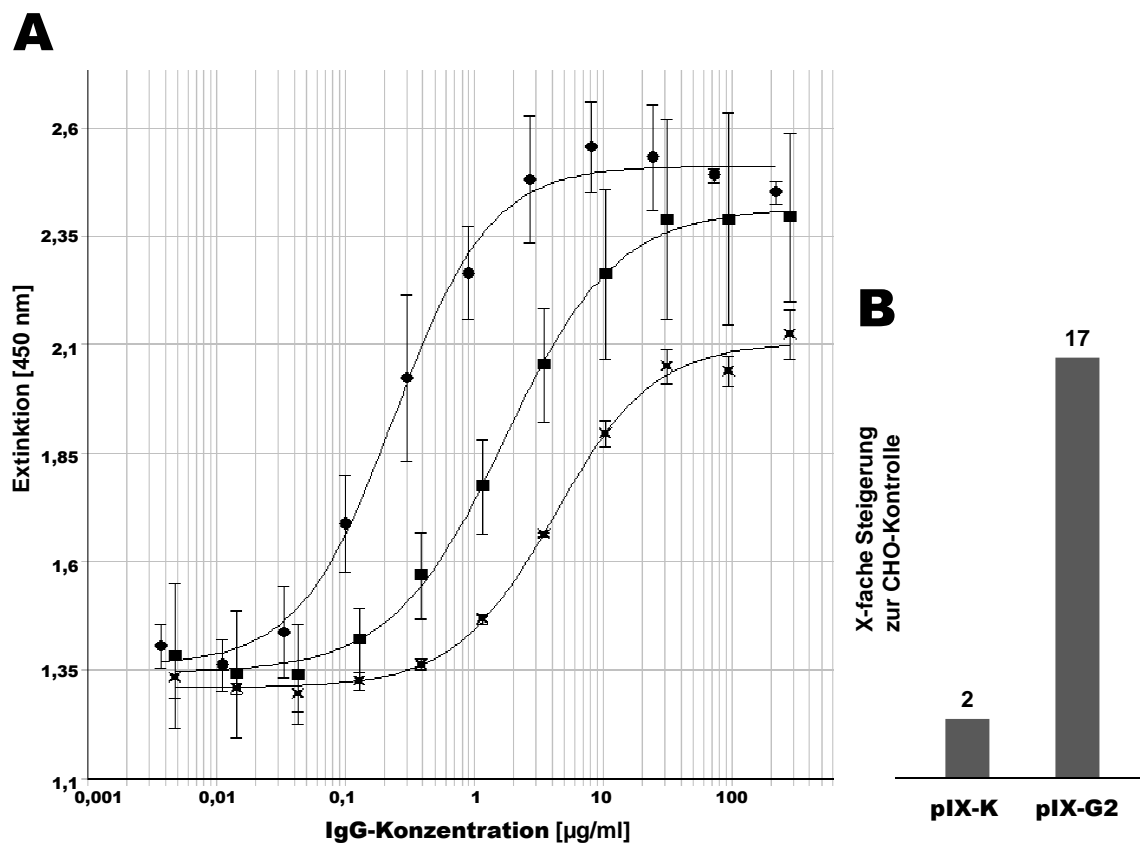 A
2,6
2,35
2,1
1,85
1,6
1,35
1,1
Extinktion [450 nm]
0,001
0,01
0,1
1
10
100
IgG-Konzentration [µg/ml]
B
17
2
X-fache Steigerung
zur CHO-Kontrolle
pIX-K
pIX-G2